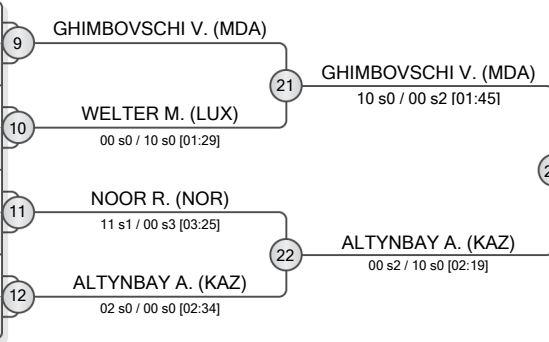 GHIMBOVSCHI V. (MDA)
9
21
GHIMBOVSCHI V. (MDA)
10 s0 / 00 s2 [01:45]
WELTER M. (LUX)
10
00 s0 / 10 s0 [01:29]
NOOR R. (NOR)
11
11 s1 / 00 s3 [03:25]
22
ALTYNBAY A. (KAZ)
00 s2 / 10 s0 [02:19]
ALTYNBAY A. (KAZ)
12
02 s0 / 00 s0 [02:34]